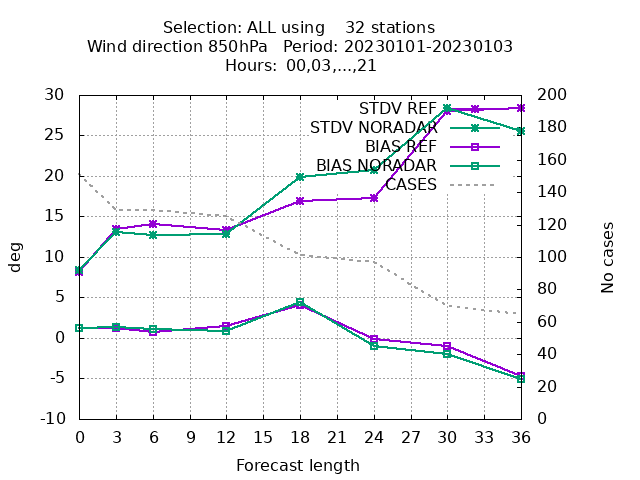 Selection: ALL using    32 stations
Wind direction 850hPa   Period: 20230101-20230103
Hours: 00,03,...,21
30
25
20
15
10
5
0
-5
-10
deg
STDV REF
STDV NORADAR
BIAS REF
BIAS NORADAR
CASES
200
180
160
140
120
100
80
60
40
20
0
No cases
0 3 6 9 12 15 18 21 24 27 30 33 36
Forecast length